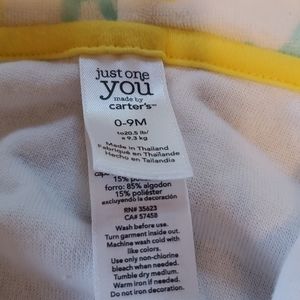 just one
you
made by
carter's™
0-9M
to20.5 lb/
a 9.3 kg
Made in Thailand
Fabriqué en Thaïlande
Hecho en Tailandia
15% po
forro: 85% algodón
15% poliéster
excluyendo la decoración
RN# 35623
CA# 57458
Wash before use.
Turn garment inside out.
Machine wash cold with
like colors.
Use only non-chlorine
bleach when needed.
Tumble dry medium.
Warm iron if needed.
Do not iron decoration.